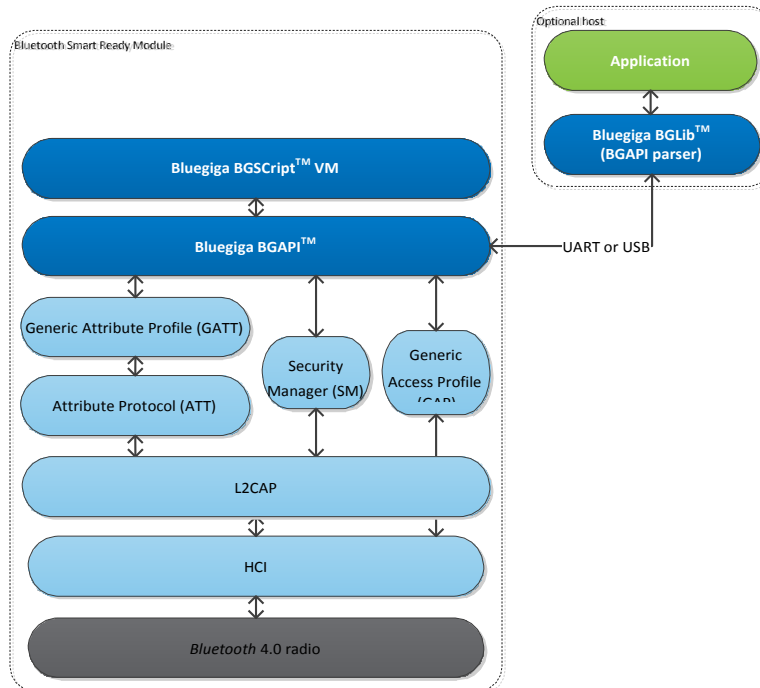 Bluetooth Smart Ready Module
Optional host
Application
Bluegiga BGLib™
(BGAPI parser)
Bluegiga BGSCript™ VM
Bluegiga BGAPI™
UART or USB
Generic Attribute Profile (GATT)
Security
Manager (SM)
Generic
Access Profile
(GAP)
Attribute Protocol (ATT)
L2CAP
HCI
Bluetooth 4.0 radio